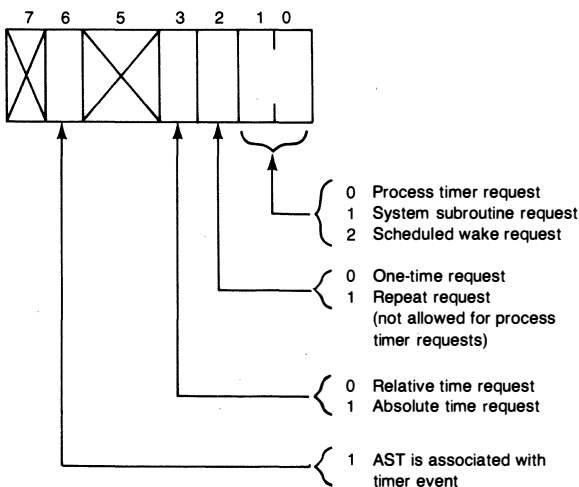 7 6 5 3 2 1 0
0 Process timer request
1 System subroutine request
2 Scheduled wake request
0 One-time request
1 Repeat request
(not allowed for process
timer requests)
0 Relative time request
1 Absolute time request
1 AST is associated with
timer event